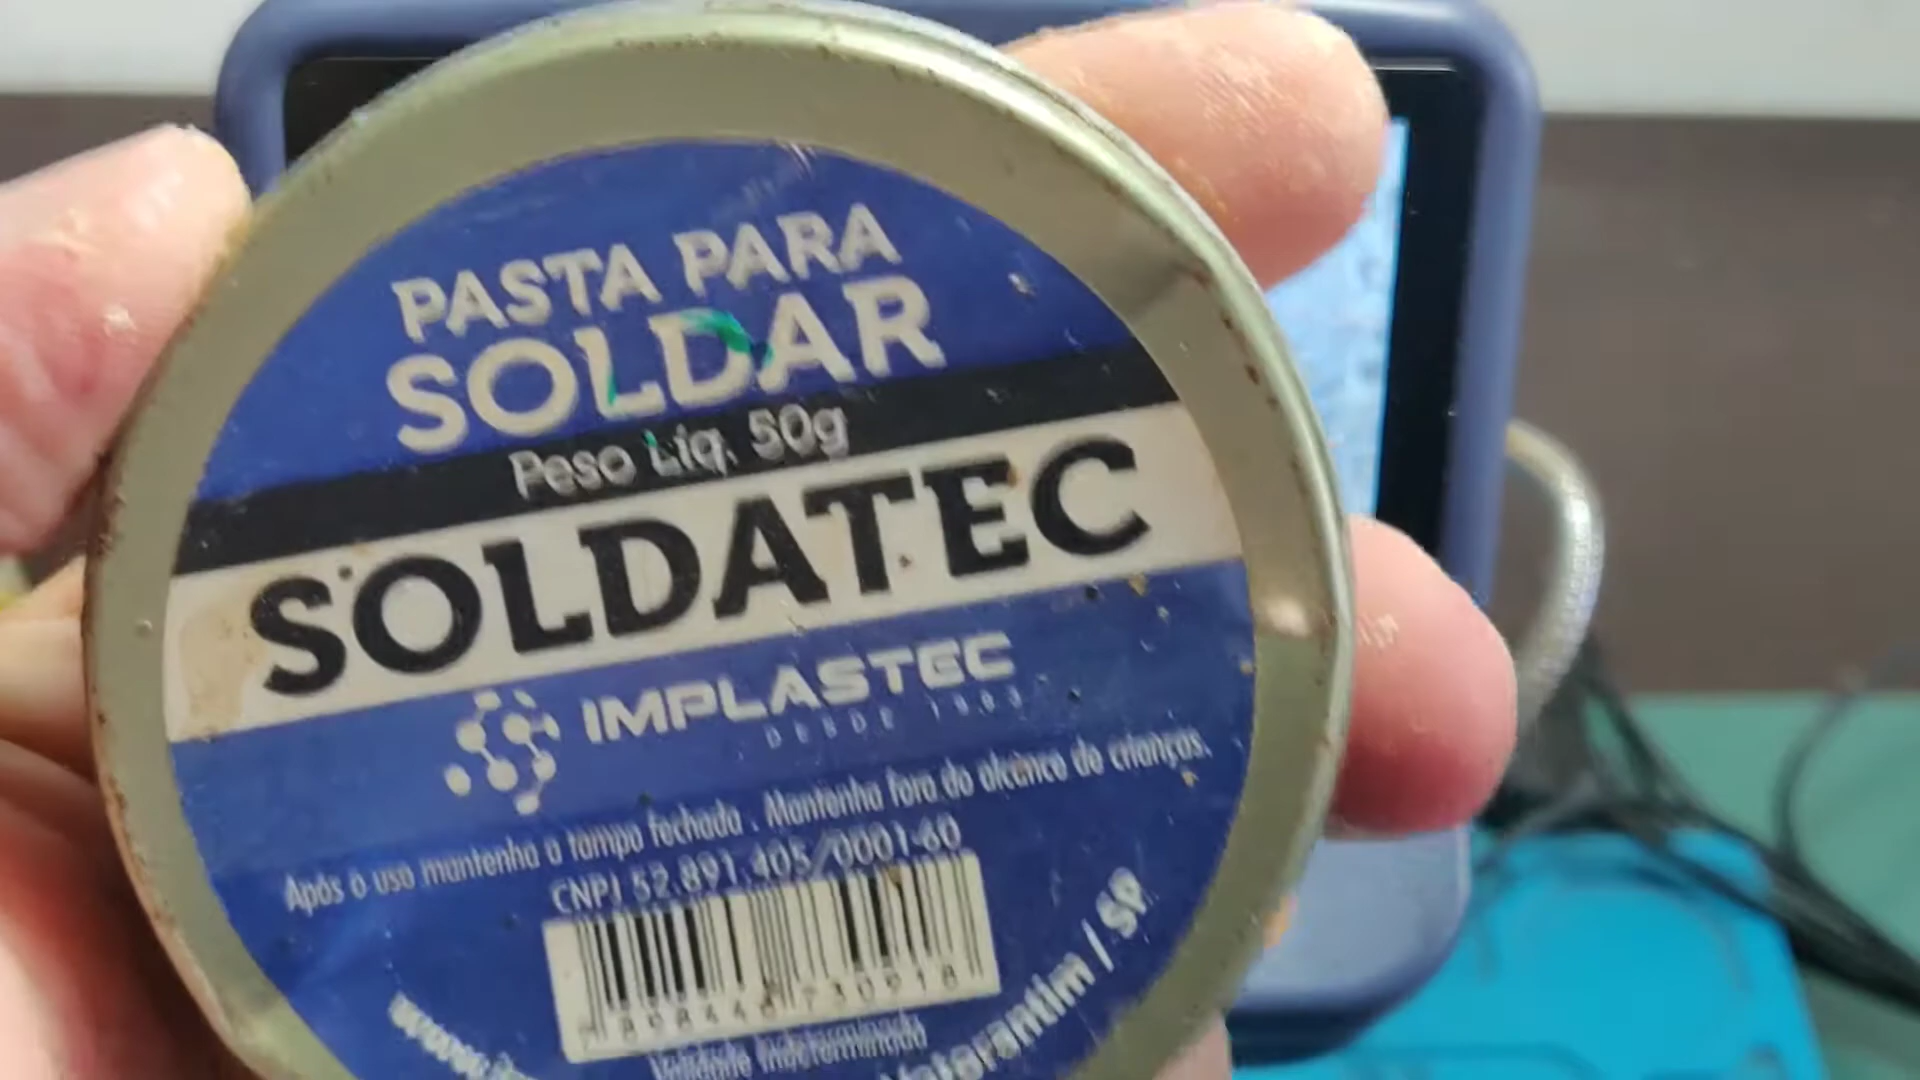 PASTA PARA
SOLDAR
Peso Líq. 50g
SOLDATEC
IMPLASTEC
DESDE 1983
Após o uso mantenha a tampa fechada . Mantenha fora do alcance de crianças.
CNPJ 52.891.405/0001-60
Validade Indeterminada
Votorantim / SP